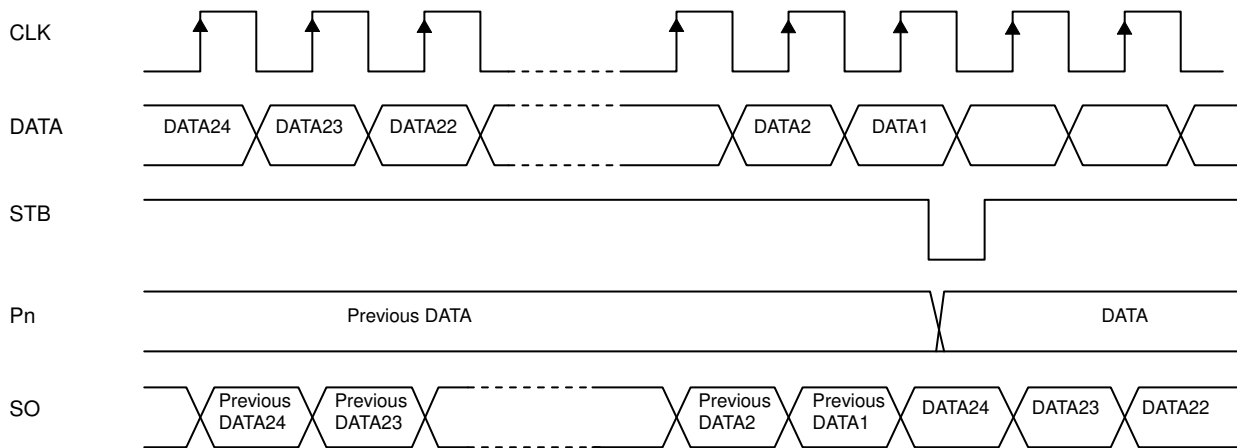 CLK
DATA
DATA24
DATA23
DATA22
DATA2
DATA1
STB
Pn
Previous DATA
DATA
SO
Previous
DATA24
Previous
DATA23
Previous
DATA2
Previous
DATA1
DATA24
DATA23
DATA22